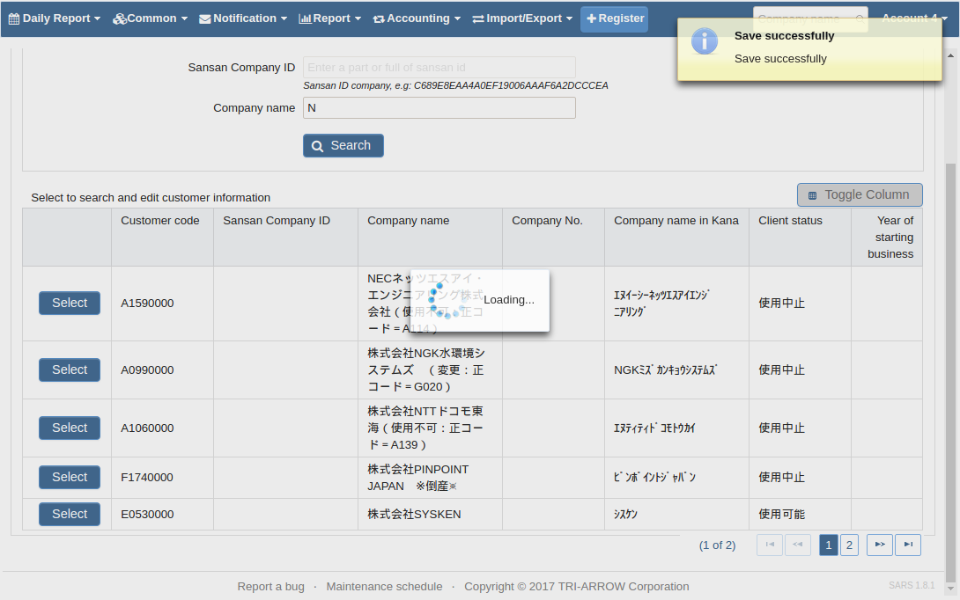 Daily Report Common Notification Report Accounting Import/Export Register Company name Account 4
Save successfully
Save successfully
Sansan Company ID Enter a part or full of sansan id
Sansan ID company, e.g: C689E8EAA4A0EF19006AAAF6A2DCCCEA
Company name N
Search
Select to search and edit customer information Toggle Column
Customer code Sansan Company ID Company name Company No. Company name in Kana Client status Year of
starting
business
NECネッツエスアイ・
エンジニアリング株式
会社（使用不可：正コ
ード＝A114）
Select A1590000 ｴﾇｲｰｼｰﾈｯﾂｴｽｱｲｴﾝｼﾞ 使用中止
ﾆｱﾘﾝｸﾞ
Loading...
株式会社NGK水環境シ
ステムズ　（変更：正
コード＝G020）
Select A0990000 NGKﾐｽﾞｶﾝｷｮｳｼｽﾃﾑｽﾞ 使用中止
株式会社NTTドコモ東
海（使用不可：正コー
ド＝A139）
Select A1060000 ｴﾇﾃｨﾃｨﾄﾞｺﾓﾄｳｶｲ 使用中止
株式会社PINPOINT
JAPAN　※倒産※
Select F1740000 ﾋﾟﾝﾎﾟｲﾝﾄｼﾞｬﾊﾟﾝ 使用中止
Select E0530000 株式会社SYSKEN ｼｽｹﾝ 使用可能
(1 of 2) 1 2
Report a bug · Maintenance schedule · Copyright © 2017 TRI-ARROW Corporation SARS 1.8.1